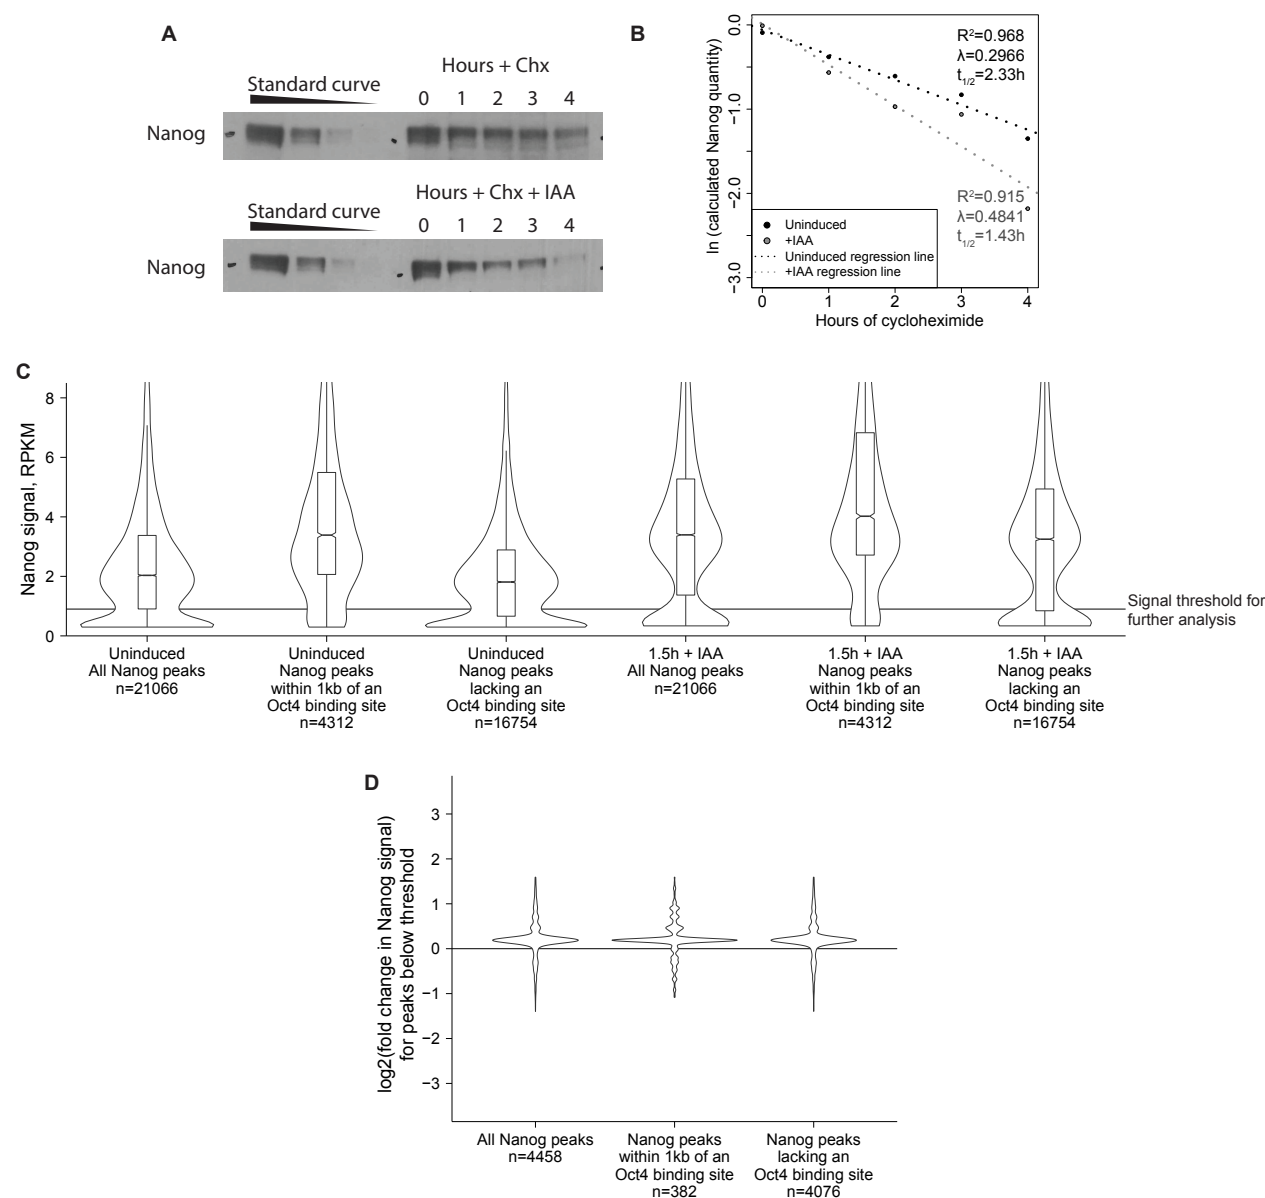 A
Hours + Chx
Standard curve
0 1 2 3 4
Nanog
Hours + Chx + IAA
Standard curve
0 1 2 3 4
Nanog
B
ln (calculated Nanog quantity)
0.0
−1.0
−2.0
−3.0
R²=0.968
λ=0.2966
t1/2=2.33h
R²=0.915
λ=0.4841
t1/2=1.43h
Uninduced
+IAA
Uninduced regression line
+IAA regression line
0 1 2 3 4
Hours of cycloheximide
C
Nanog signal, RPKM
8
6
4
2
0
Signal threshold for
further analysis
Uninduced
All Nanog peaks
n=21066
Uninduced
Nanog peaks
within 1kb of an
Oct4 binding site
n=4312
Uninduced
Nanog peaks
lacking an
Oct4 binding site
n=16754
1.5h + IAA
All Nanog peaks
n=21066
1.5h + IAA
Nanog peaks
within 1kb of an
Oct4 binding site
n=4312
1.5h + IAA
Nanog peaks
lacking an
Oct4 binding site
n=16754
D
log2(fold change in Nanog signal)
for peaks below threshold
3
2
1
0
−1
−2
−3
All Nanog peaks
n=4458
Nanog peaks
within 1kb of an
Oct4 binding site
n=382
Nanog peaks
lacking an
Oct4 binding site
n=4076